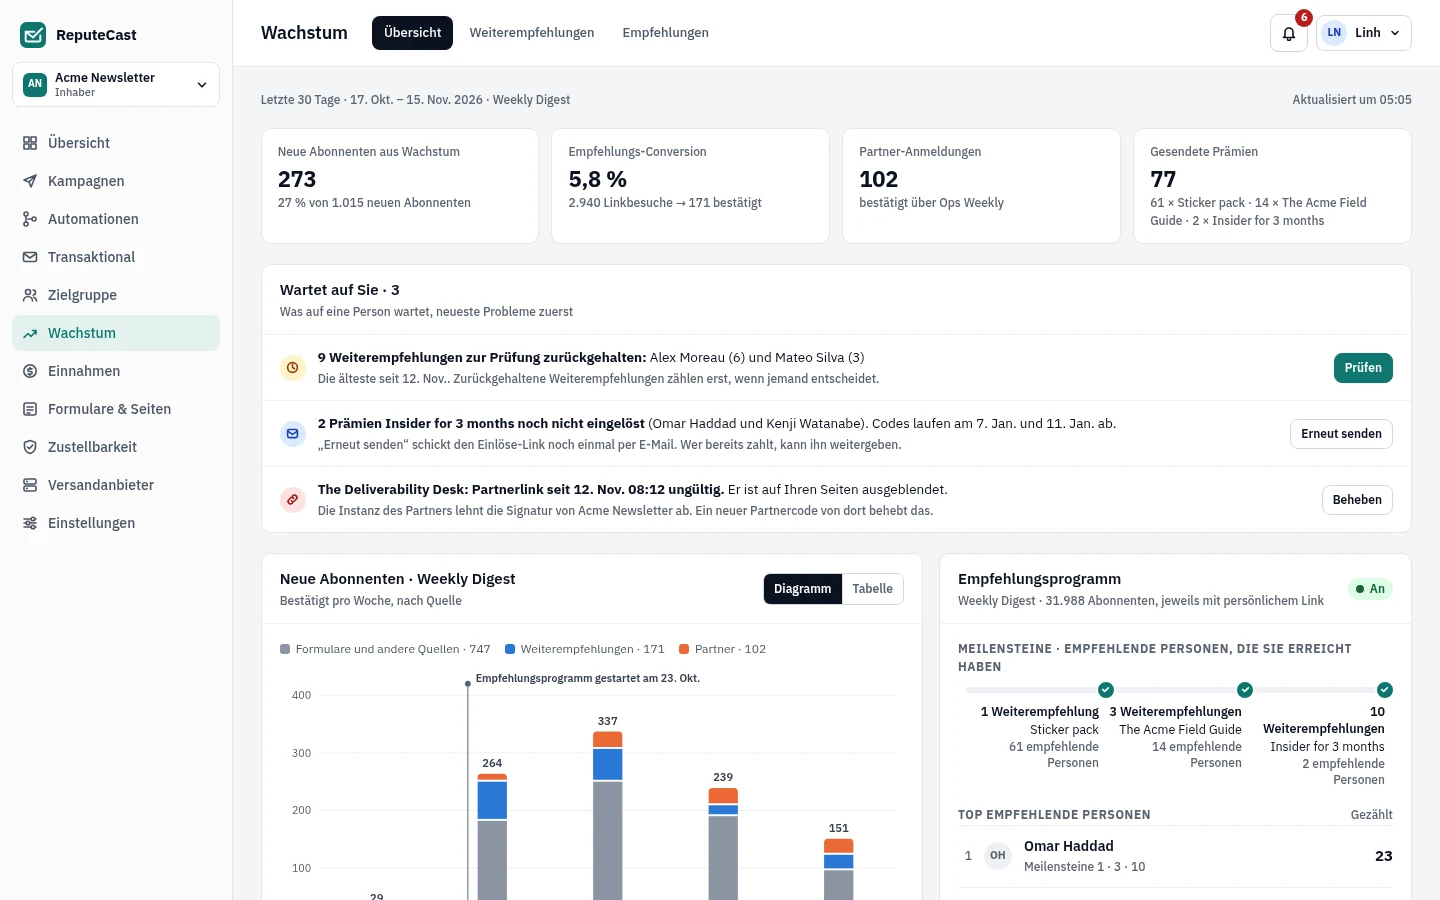 ReputeCast
AN
Acme Newsletter
Inhaber
Übersicht
Kampagnen
Automationen
Transaktional
Zielgruppe
Wachstum
Einnahmen
Formulare & Seiten
Zustellbarkeit
Versandanbieter
Einstellungen
Wachstum
Übersicht
Weiterempfehlungen
Empfehlungen
6
LN
Linh
Letzte 30 Tage · 17. Okt. – 15. Nov. 2026 · Weekly Digest
Aktualisiert um 05:05
Neue Abonnenten aus Wachstum
273
27 % von 1.015 neuen Abonnenten
Empfehlungs-Conversion
5,8 %
2.940 Linkbesuche → 171 bestätigt
Partner-Anmeldungen
102
bestätigt über Ops Weekly
Gesendete Prämien
77
61 × Sticker pack · 14 × The Acme Field
Guide · 2 × Insider for 3 months
Wartet auf Sie · 3
Was auf eine Person wartet, neueste Probleme zuerst
9 Weiterempfehlungen zur Prüfung zurückgehalten: Alex Moreau (6) und Mateo Silva (3)
Die älteste seit 12. Nov.. Zurückgehaltene Weiterempfehlungen zählen erst, wenn jemand entscheidet.
Prüfen
2 Prämien Insider for 3 months noch nicht eingelöst (Omar Haddad und Kenji Watanabe). Codes laufen am 7. Jan. und 11. Jan. ab.
„Erneut senden“ schickt den Einlöse-Link noch einmal per E-Mail. Wer bereits zahlt, kann ihn weitergeben.
Erneut senden
The Deliverability Desk: Partnerlink seit 12. Nov. 08:12 ungültig. Er ist auf Ihren Seiten ausgeblendet.
Die Instanz des Partners lehnt die Signatur von Acme Newsletter ab. Ein neuer Partnercode von dort behebt das.
Beheben
Neue Abonnenten · Weekly Digest
Bestätigt pro Woche, nach Quelle
Diagramm
Tabelle
Formulare und andere Quellen · 747
Weiterempfehlungen · 171
Partner · 102
Empfehlungsprogramm gestartet am 23. Okt.
400
300
200
100
29
264
337
239
151
Empfehlungsprogramm
Weekly Digest · 31.988 Abonnenten, jeweils mit persönlichem Link
An
MEILENSTEINE · EMPFEHLENDE PERSONEN, DIE SIE ERREICHT
HABEN
1 Weiterempfehlung
Sticker pack
61 empfehlende
Personen
3 Weiterempfehlungen
The Acme Field Guide
14 empfehlende
Personen
10
Weiterempfehlungen
Insider for 3 months
2 empfehlende
Personen
TOP EMPFEHLENDE PERSONEN
Gezählt
1
OH
Omar Haddad
Meilensteine 1 · 3 · 10
23